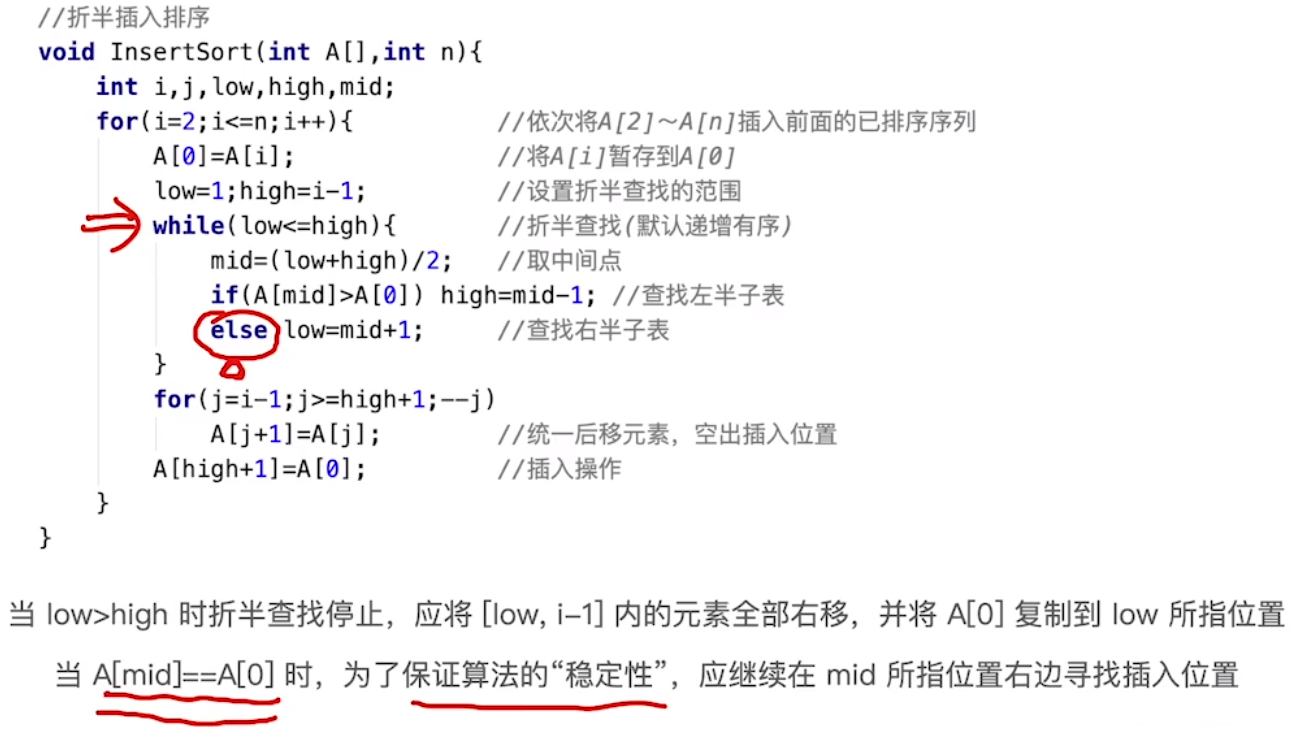 //折半插入排序
void InsertSort(int A[],int n){
int i,j,low,high,mid;
for(i=2;i<=n;i++){ //依次将A[2]～A[n]插入前面的已排序序列
A[0]=A[i]; //将A[i]暂存到A[0]
low=1;high=i-1; //设置折半查找的范围
while(low<=high){ //折半查找(默认递增有序)
mid=(low+high)/2; //取中间点
if(A[mid]>A[0]) high=mid-1; //查找左半子表
else low=mid+1; //查找右半子表
}
for(j=i-1;j>=high+1;--j)
A[j+1]=A[j]; //统一后移元素，空出插入位置
A[high+1]=A[0]; //插入操作
}
}
当 low>high 时折半查找停止，应将 [low, i-1] 内的元素全部右移，并将 A[0] 复制到 low 所指位置
当 A[mid]==A[0] 时，为了保证算法的“稳定性”，应继续在 mid 所指位置右边寻找插入位置